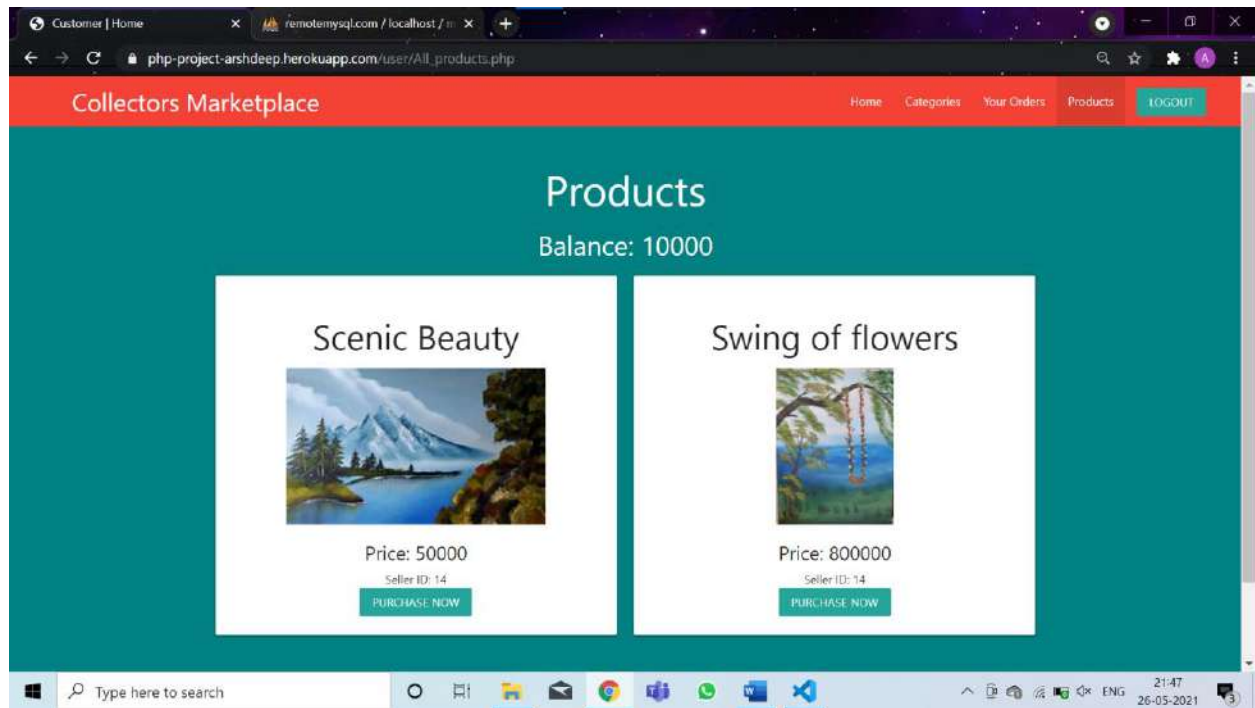 Customer | Home
remotemysql.com / localhost / m
php-project-arshdeep.herokuapp.com/user/All_products.php
A
Collectors Marketplace
Home Categories Your Orders Products LOGOUT
Products
Balance: 10000
Scenic Beauty
Price: 50000
Seller ID: 14
PURCHASE NOW
Swing of flowers
Price: 800000
Seller ID: 14
PURCHASE NOW
Type here to search
ENG
21:47
26-05-2021
3